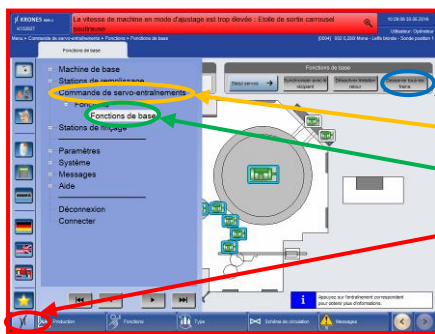 KRONES
La vitesse de machine en mode d'ajustage est trop élevée : Etoile de sortie carrousel
soutireuse
Menu > Commande de servo-entraînements > Fonctions > Fonctions de base
Fonctions de base
Machine de base
Stations de remplissage
Commande de servo-entraînements
Fonctions de base
Stations de rinçage
Paramètres
Système
Messages
Aide
Déconnexion
Connecter
Fonctions de base
Appuyez sur l'entraînement correspondant
pour obtenir plus d'informations.
Production
Fonctions
Type
Schéma de circulation
Messages